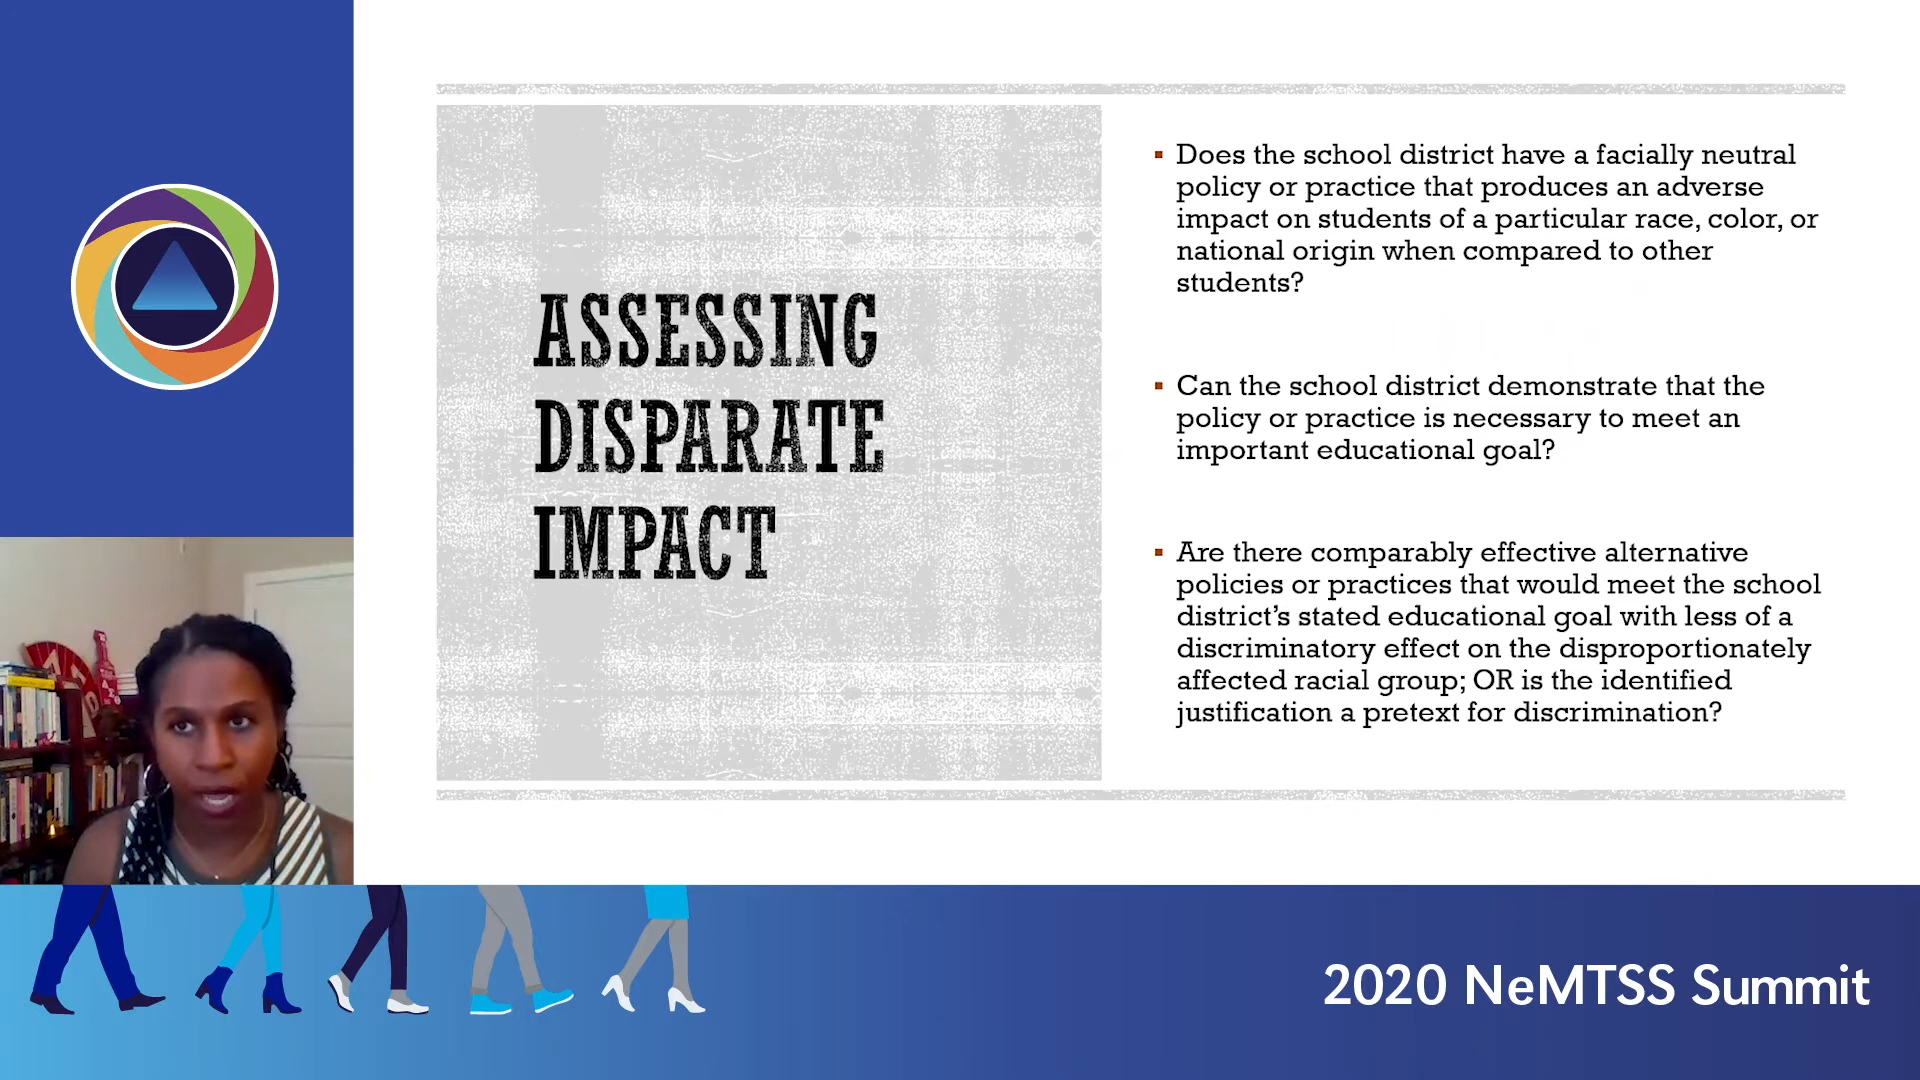 ASSESSING
DISPARATE
IMPACT
▪ Does the school district have a facially neutral
policy or practice that produces an adverse
impact on students of a particular race, color, or
national origin when compared to other
students?
▪ Can the school district demonstrate that the
policy or practice is necessary to meet an
important educational goal?
▪ Are there comparably effective alternative
policies or practices that would meet the school
district’s stated educational goal with less of a
discriminatory effect on the disproportionately
affected racial group; OR is the identified
justification a pretext for discrimination?
2020 NeMTSS Summit